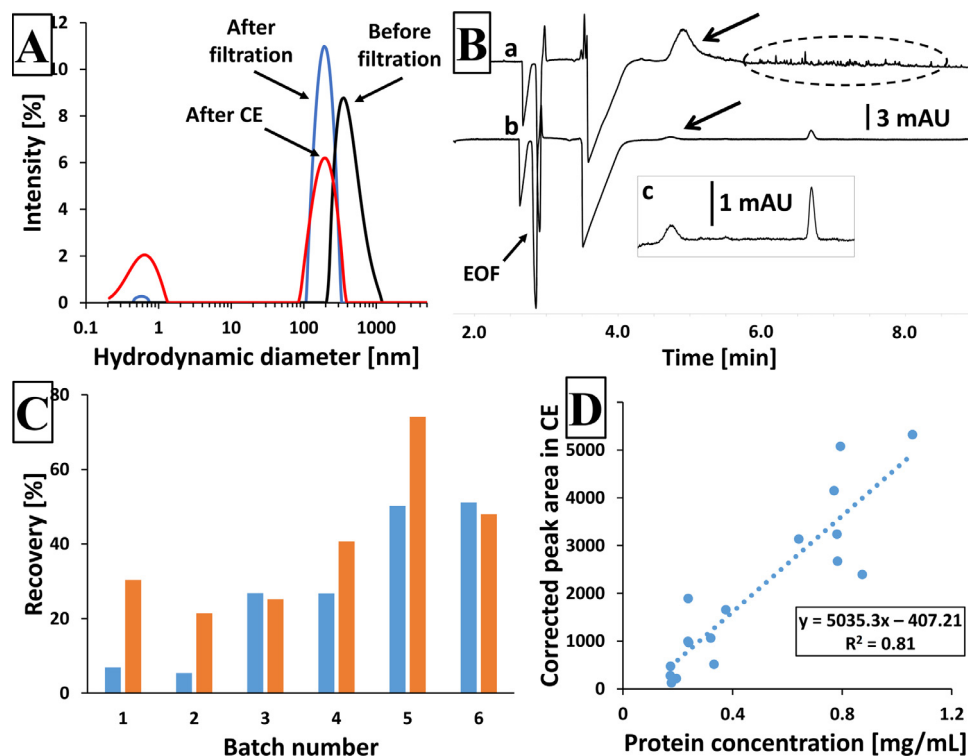 A
12
10
8
6
4
2
0
Intensity [%]
After
filtration
Before
filtration
After CE
0.1
1
10
100
1000
Hydrodynamic diameter [nm]
B
a
b
3 mAU
c
1 mAU
EOF
2.0
4.0
6.0
8.0
Time [min]
C
80
60
40
20
0
Recovery [%]
1
2
3
4
5
6
Batch number
D
5000
4000
3000
2000
1000
0
Corrected peak area in CE
y = 5035.3x – 407.21
R² = 0.81
0
0.4
0.8
1.2
Protein concentration [mg/mL]